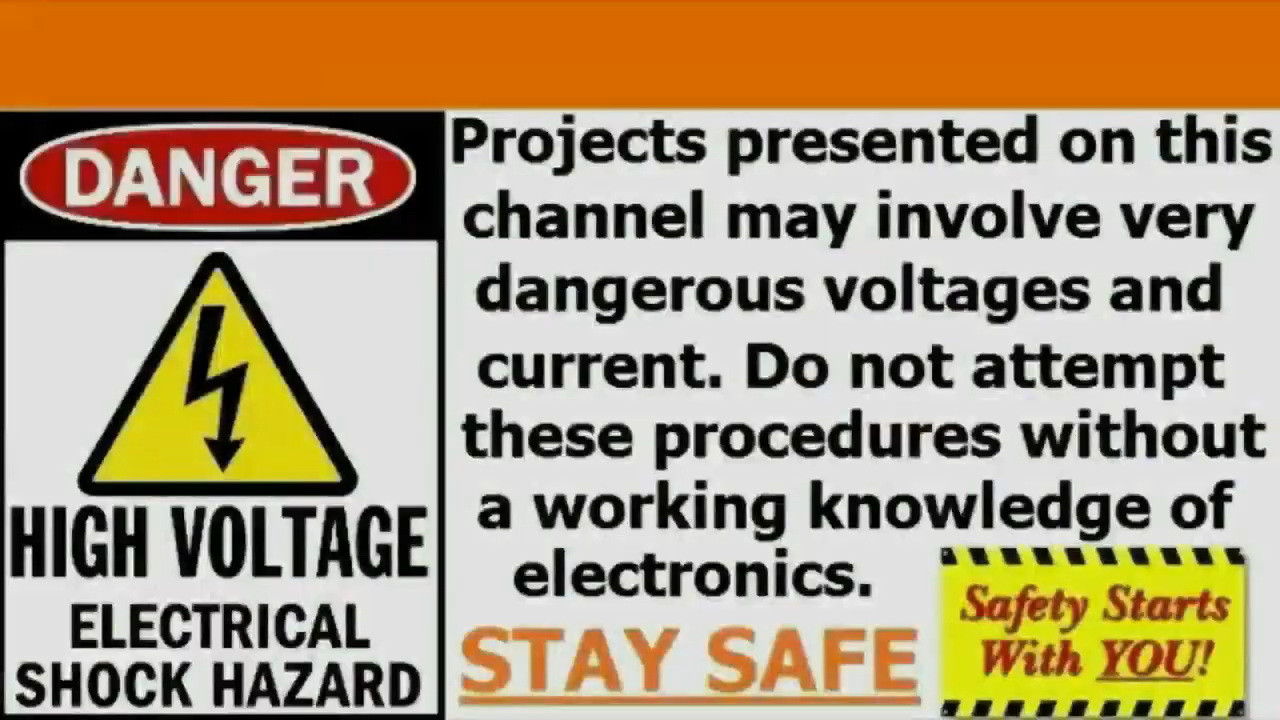 DANGER
HIGH VOLTAGE
ELECTRICAL
SHOCK HAZARD
Projects presented on this
channel may involve very
dangerous voltages and
current. Do not attempt
these procedures without
a working knowledge of
electronics.
STAY SAFE
Safety Starts
With YOU!